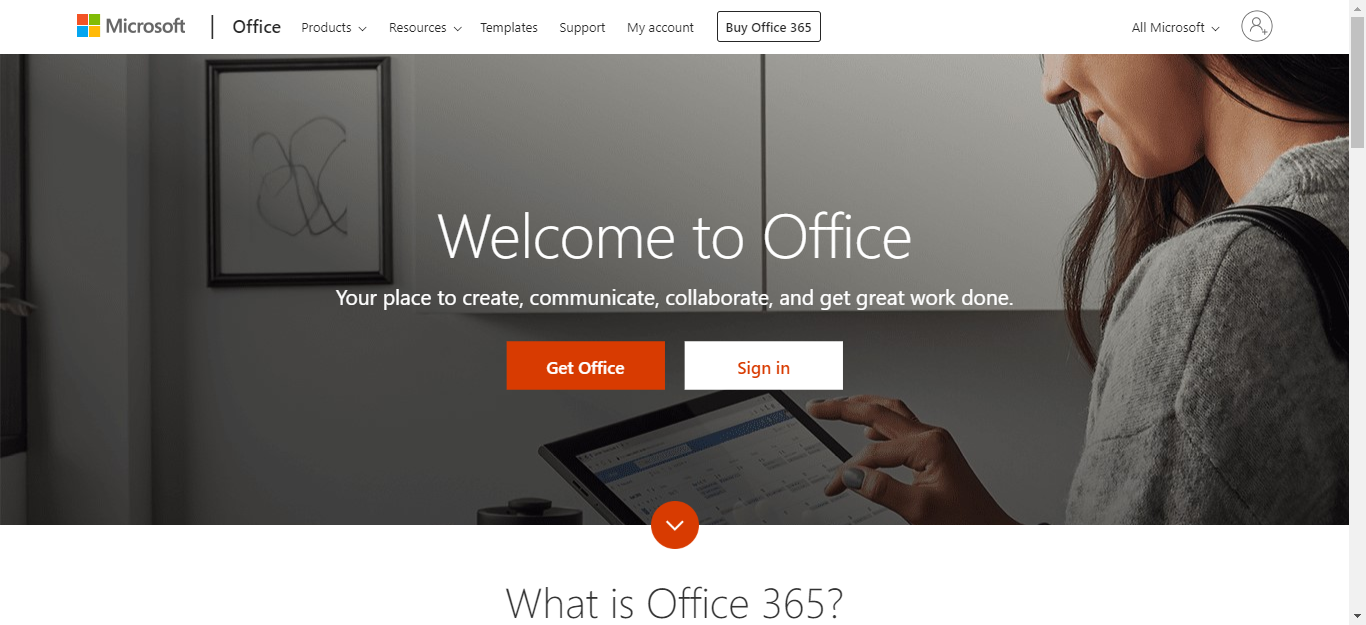 Microsoft Office Products Resources Templates Support My account Buy Office 365 All Microsoft
Welcome to Office
Your place to create, communicate, collaborate, and get great work done.
Get Office Sign in
What is Office 365?